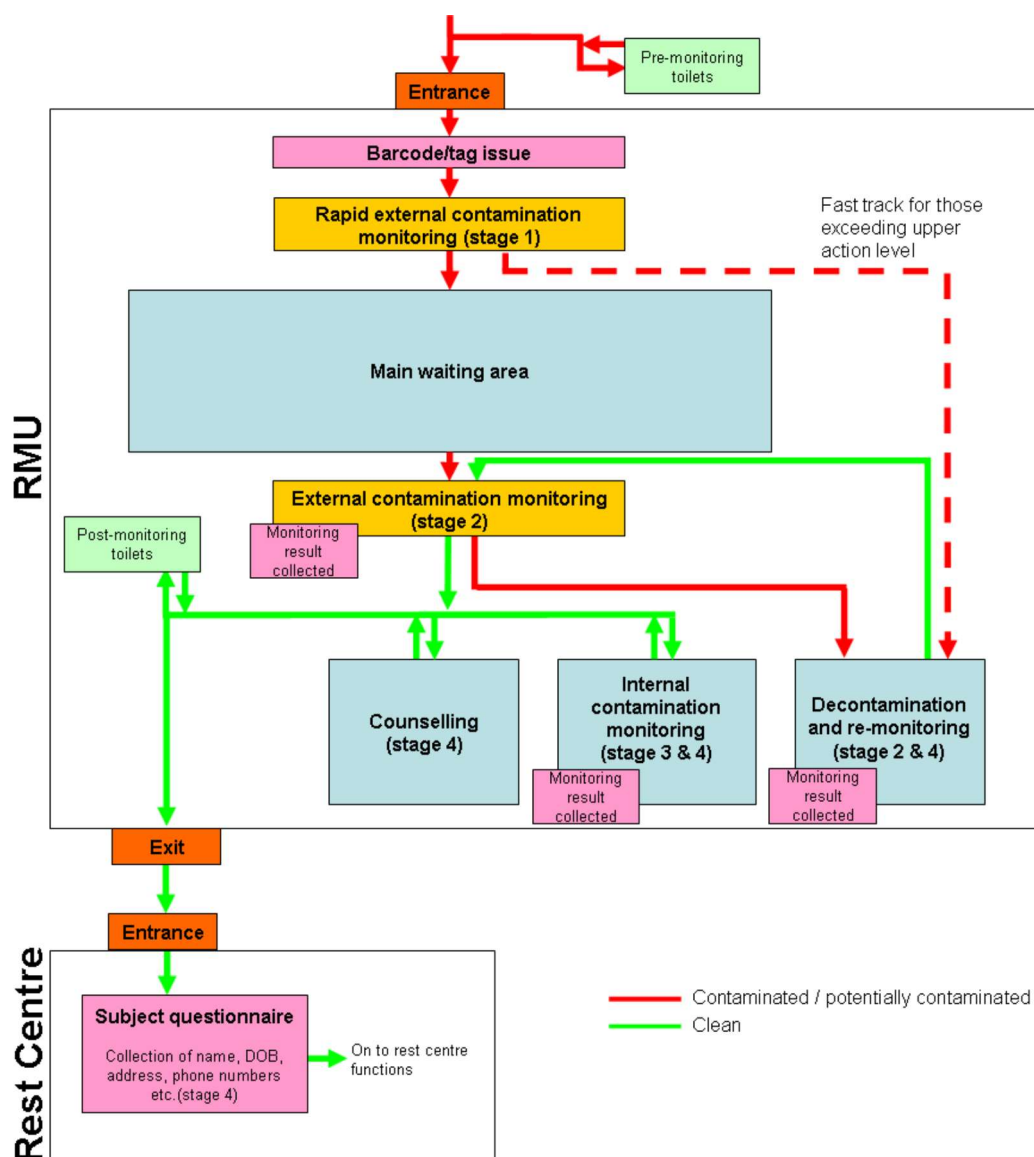 Pre-monitoring
toilets
Entrance
RMU
Barcode/tag issue
Rapid external contamination
monitoring (stage 1)
Fast track for those
exceeding upper
action level
Main waiting area
External contamination monitoring
(stage 2)
Monitoring
result
collected
Post-monitoring
toilets
Counselling
(stage 4)
Internal
contamination
monitoring
(stage 3 & 4)
Monitoring
result
collected
Decontamination
and re-monitoring
(stage 2 & 4)
Monitoring
result
collected
Exit
Entrance
Rest Centre
Subject questionnaire
Collection of name, DOB,
address, phone numbers
etc.(stage 4)
On to rest centre
functions
Contaminated / potentially contaminated
Clean